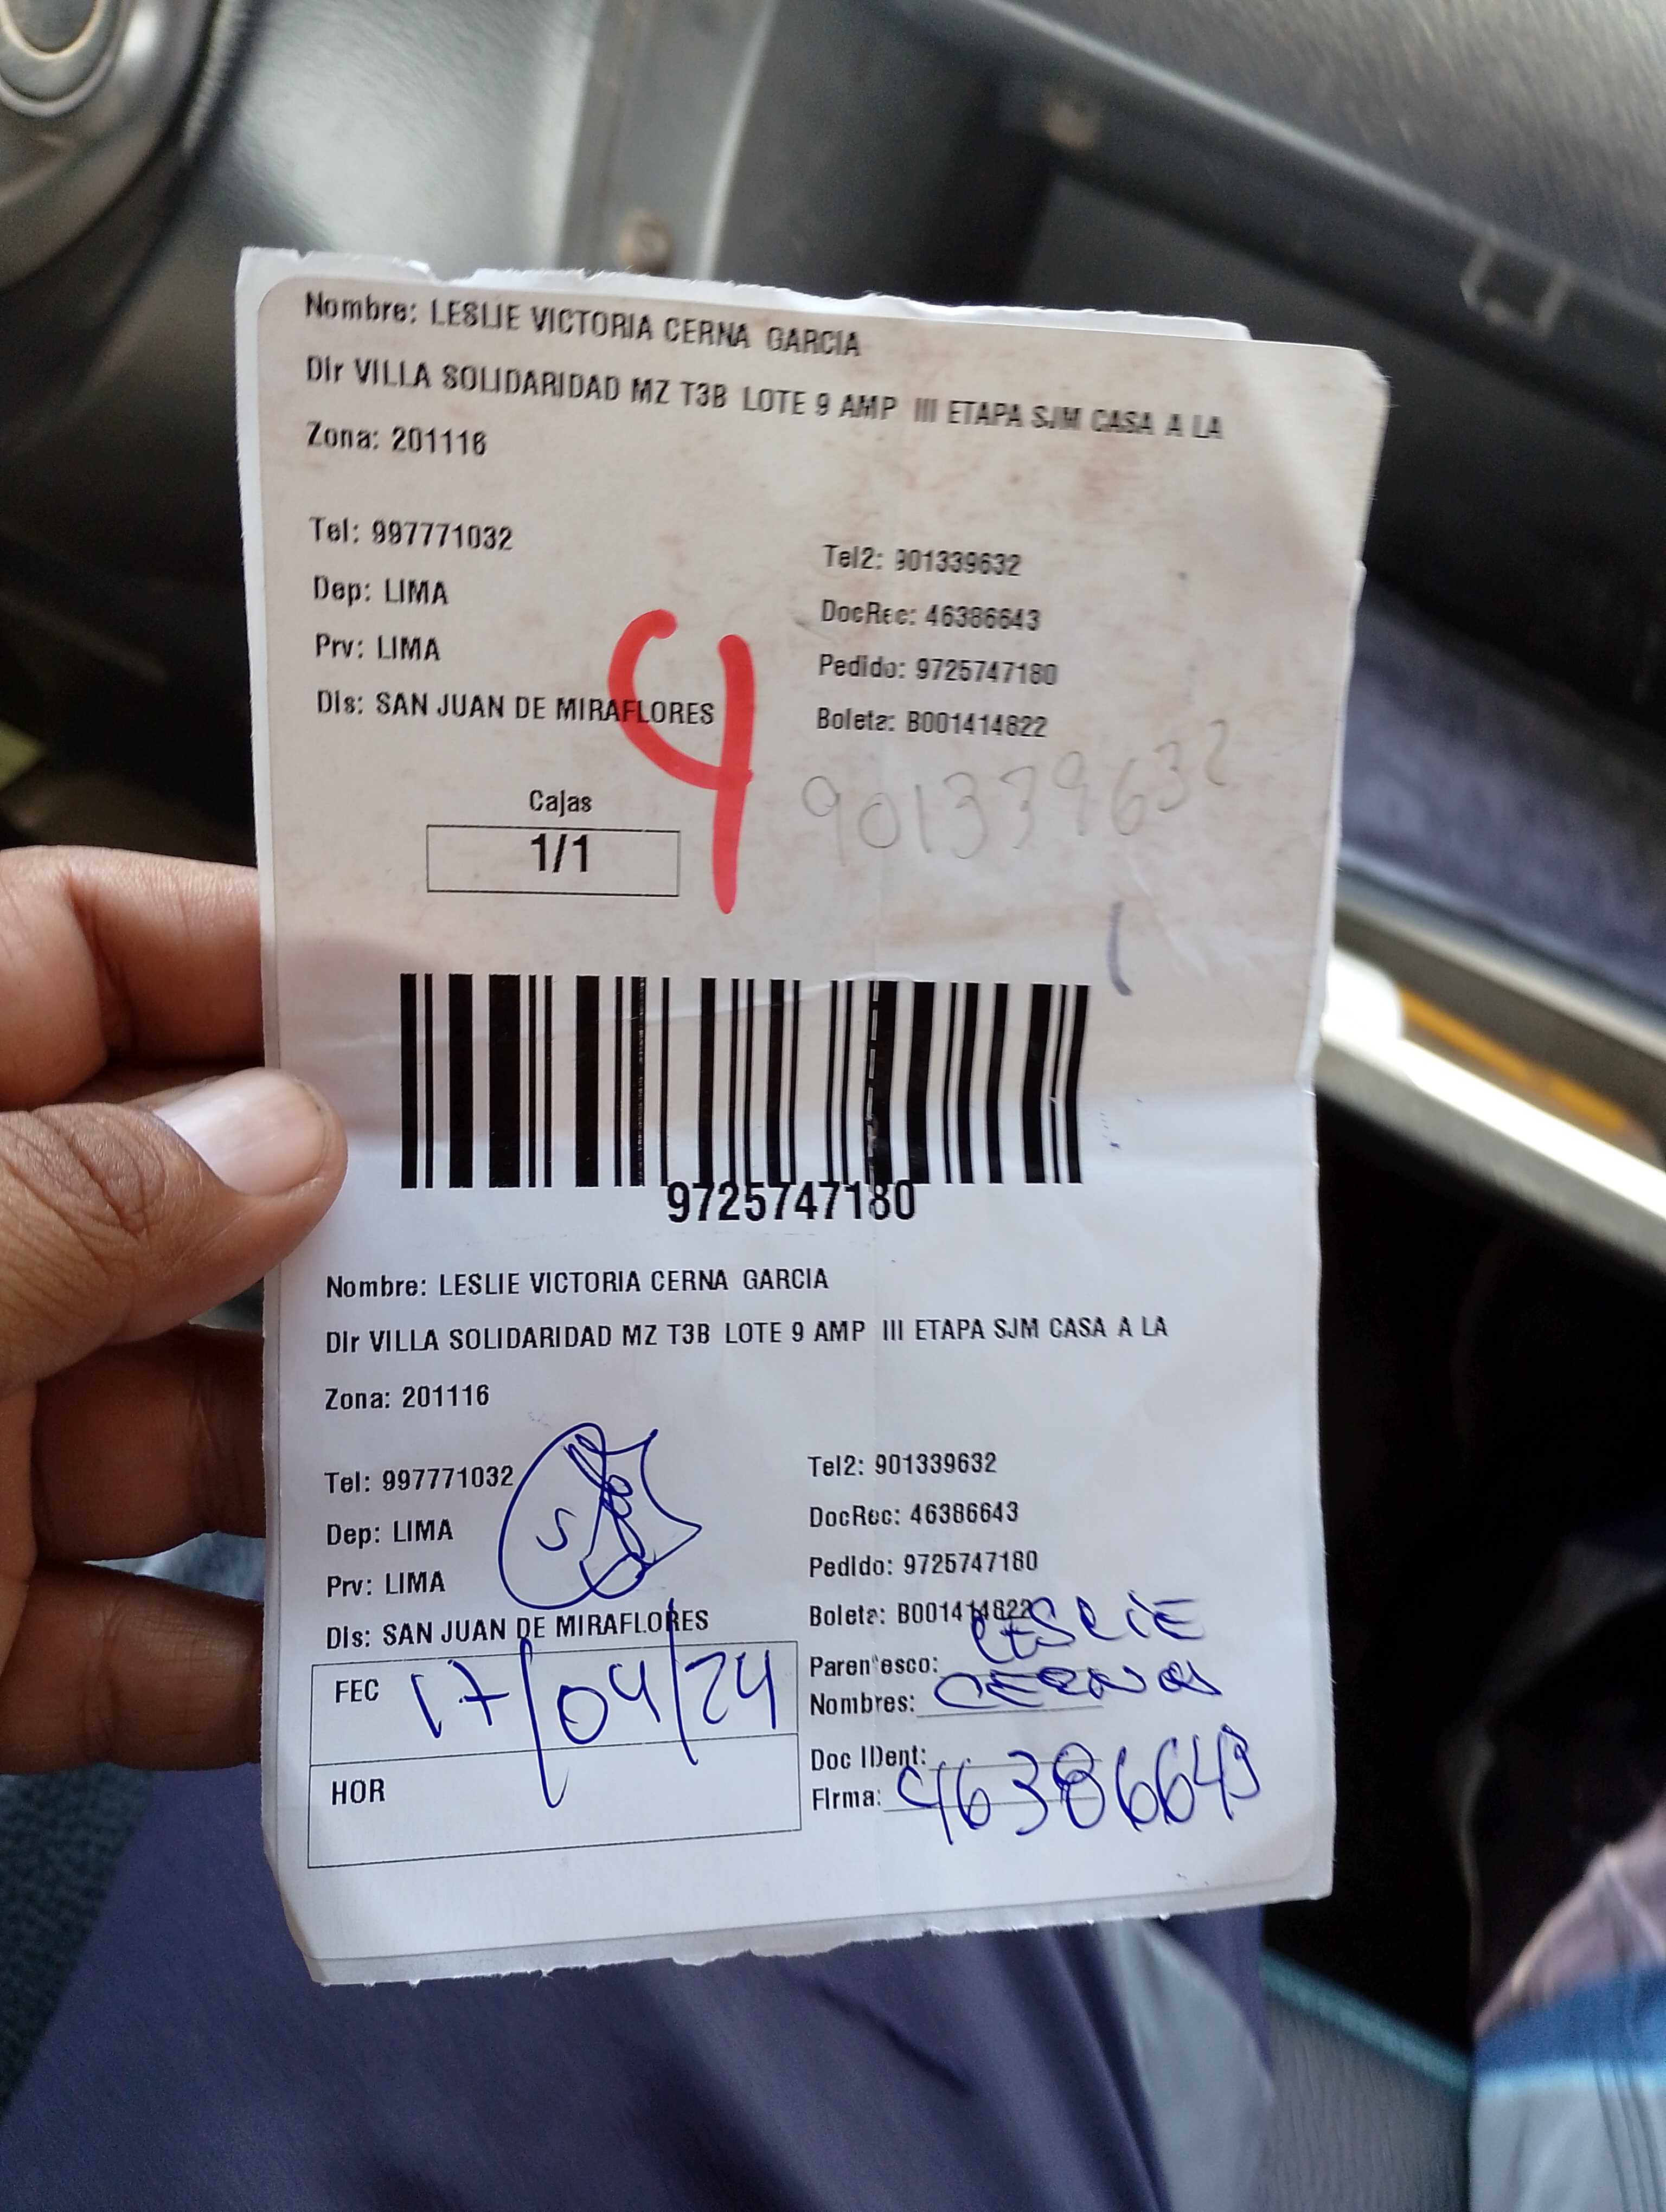 Nombre: LESLIE VICTORIA CERNA GARCIA
Dir VILLA SOLIDARIDAD MZ T3B LOTE 9 AMP III ETAPA SJM CASA A LA
Zona: 201116
Tel: 997771032
Tel2: 901339632
Dep: LIMA
DocRec: 46386643
Prv: LIMA
Pedido: 9725747180
Dis: SAN JUAN DE MIRAFLORES
Boleta: B001414822
4
901339632
Cajas
1/1
9725747180
Nombre: LESLIE VICTORIA CERNA GARCIA
Dir VILLA SOLIDARIDAD MZ T3B LOTE 9 AMP III ETAPA SJM CASA A LA
Zona: 201116
Tel: 997771032
Tel2: 901339632
Dep: LIMA
DocRec: 46386643
Prv: LIMA
Pedido: 9725747180
Dis: SAN JUAN DE MIRAFLORES
Boleta: B001414822
FEC 17/04/24
Parentesco: LESLIE
Nombres: CERNA
HOR
Doc IDent:
Firma: 46386643